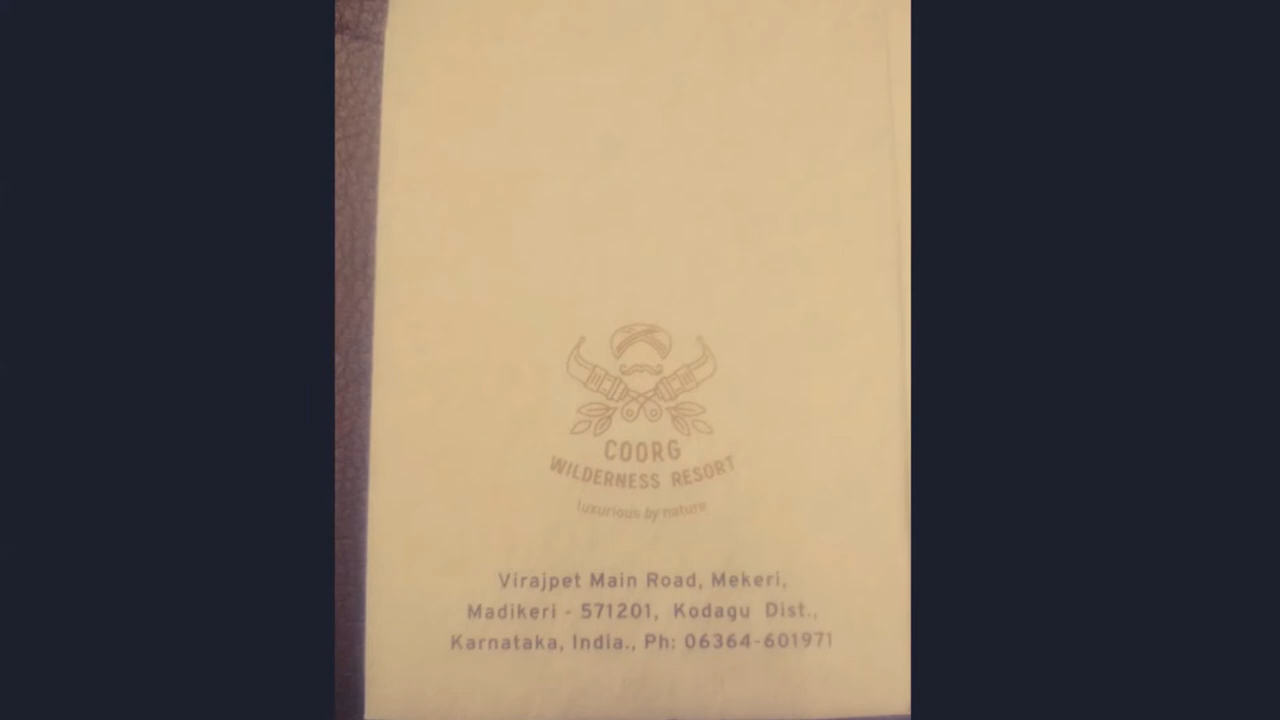 COORG
WILDERNESS RESORT
luxurious by nature
Virajpet Main Road, Mekeri,
Madikeri - 571201, Kodagu Dist.,
Karnataka, India., Ph: 06364-601971